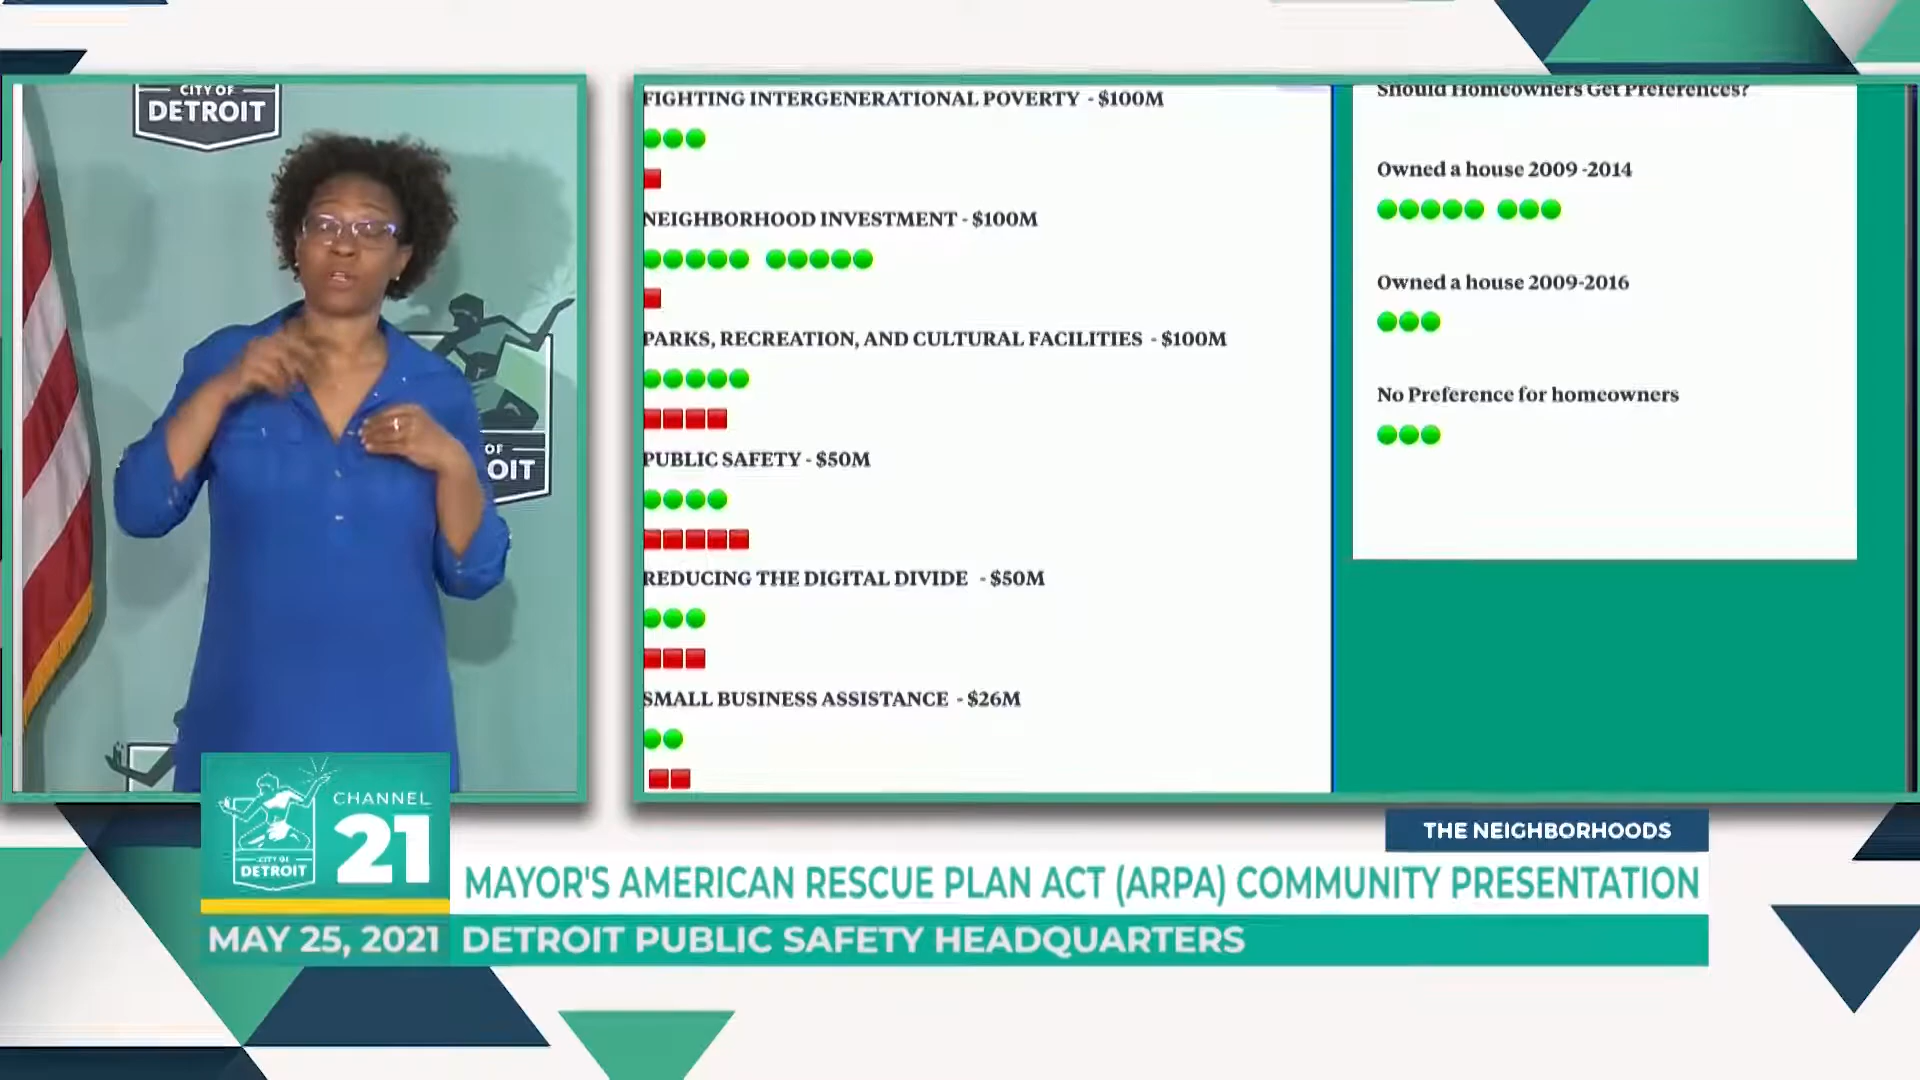 CITY OF
DETROIT
OF
OIT
FIGHTING INTERGENERATIONAL POVERTY - $100M
NEIGHBORHOOD INVESTMENT - $100M
PARKS, RECREATION, AND CULTURAL FACILITIES - $100M
PUBLIC SAFETY - $50M
REDUCING THE DIGITAL DIVIDE - $50M
SMALL BUSINESS ASSISTANCE - $26M
Should Homeowners Get Preferences?
Owned a house 2009 -2014
Owned a house 2009-2016
No Preference for homeowners
THE NEIGHBORHOODS
CHANNEL
21
CITY OF
DETROIT
MAYOR'S AMERICAN RESCUE PLAN ACT (ARPA) COMMUNITY PRESENTATION
MAY 25, 2021
DETROIT PUBLIC SAFETY HEADQUARTERS